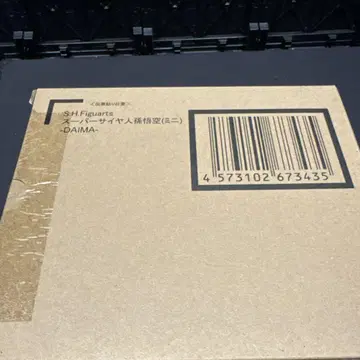 S.H.Figuarts
スーパーサイヤ人孫悟空(ミニ)
-DAIMA-
4 573102 673435